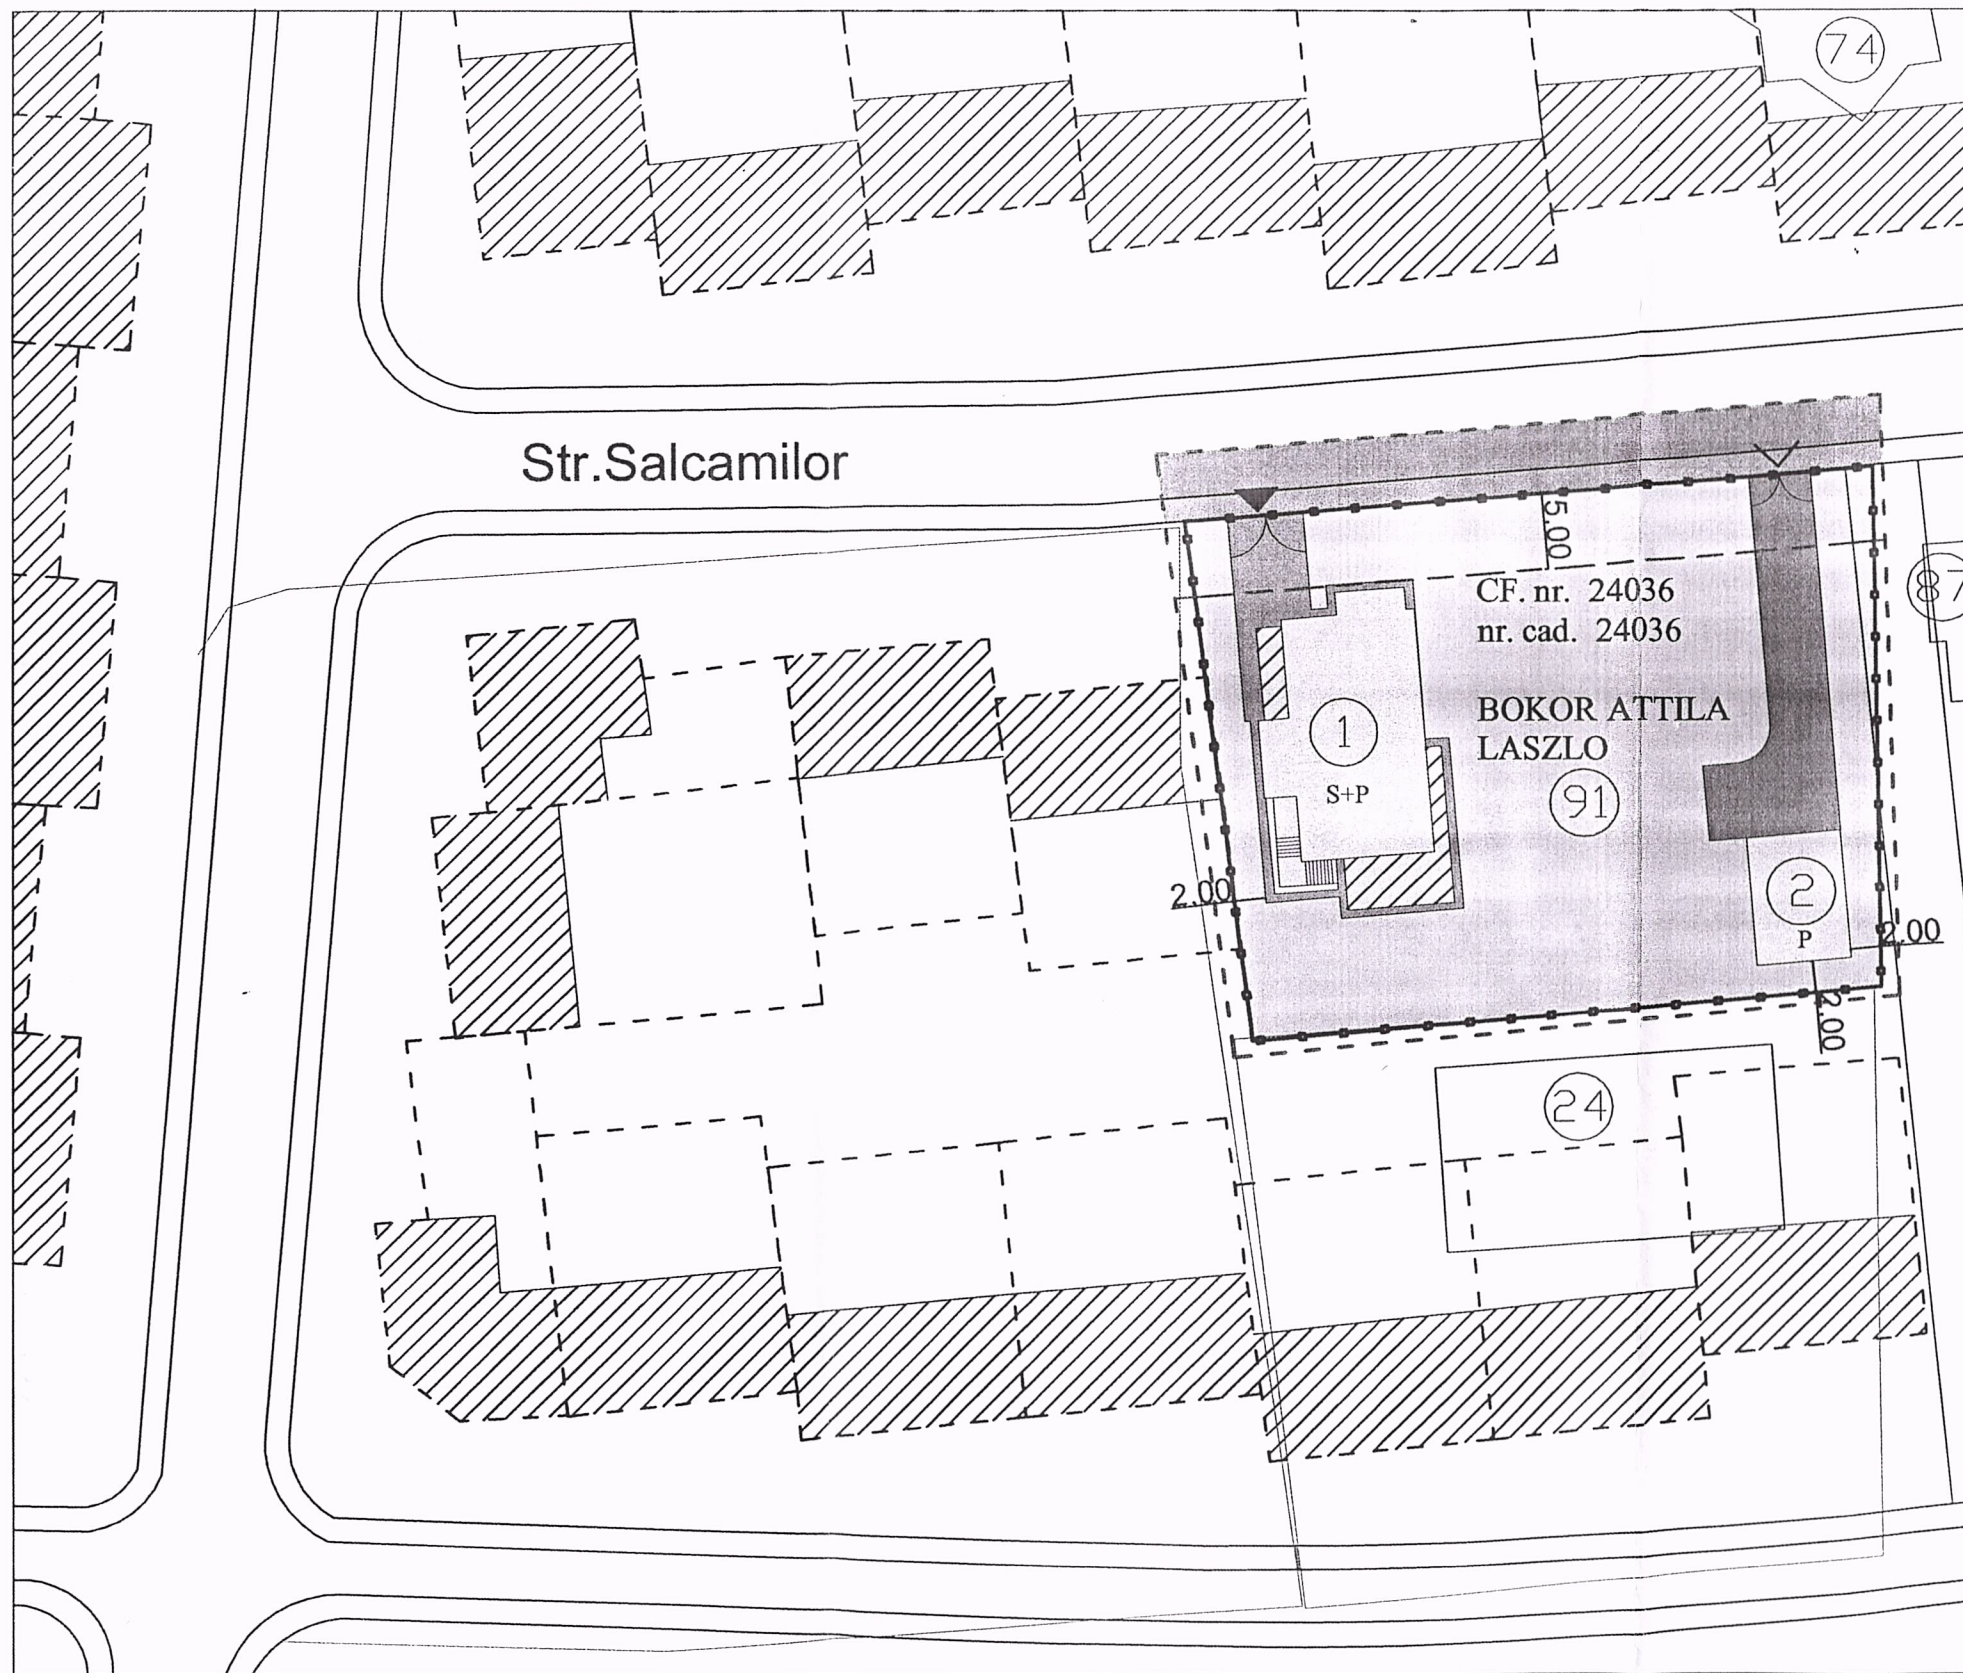 74
Str.Salcamilor
5.00
CF. nr. 24036
nr. cad. 24036
87
BOKOR ATTILA
LASZLO
1
S+P
91
2.00
2
P
2.00
2.00
24